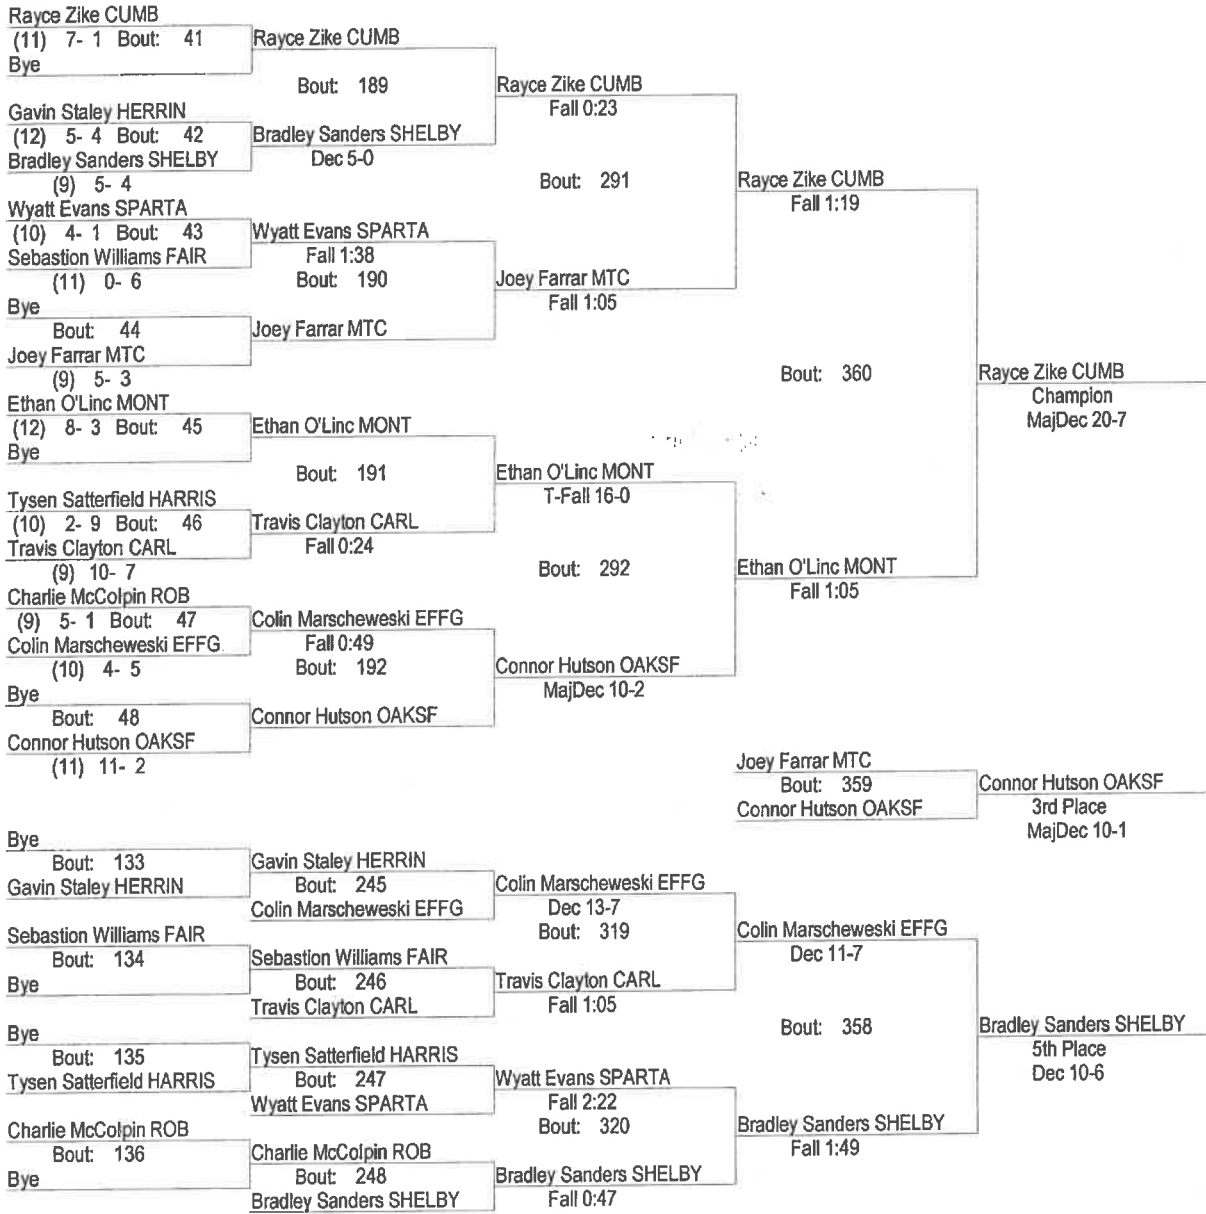 Rayce Zike CUMB
(11) 7- 1 Bout: 41
Bye
Rayce Zike CUMB
Bout: 189
Gavin Staley HERRIN
(12) 5- 4 Bout: 42
Bradley Sanders SHELBY
(9) 5- 4
Bradley Sanders SHELBY
Dec 5-0
Rayce Zike CUMB
Fall 0:23
Bout: 291
Wyatt Evans SPARTA
(10) 4- 1 Bout: 43
Sebastion Williams FAIR
(11) 0- 6
Wyatt Evans SPARTA
Fall 1:38
Bout: 190
Bye
Bout: 44
Joey Farrar MTC
(9) 5- 3
Joey Farrar MTC
Joey Farrar MTC
Fall 1:05
Rayce Zike CUMB
Fall 1:19
Bout: 360
Ethan O'Linc MONT
(12) 8- 3 Bout: 45
Bye
Ethan O'Linc MONT
Bout: 191
Tysen Satterfield HARRIS
(10) 2- 9 Bout: 46
Travis Clayton CARL
(9) 10- 7
Travis Clayton CARL
Fall 0:24
Ethan O'Linc MONT
T-Fall 16-0
Bout: 292
Charlie McColpin ROB
(9) 5- 1 Bout: 47
Colin Marscheweski EFFG
(10) 4- 5
Colin Marscheweski EFFG
Fall 0:49
Bout: 192
Bye
Bout: 48
Connor Hutson OAKSF
(11) 11- 2
Connor Hutson OAKSF
Connor Hutson OAKSF
MajDec 10-2
Ethan O'Linc MONT
Fall 1:05
Rayce Zike CUMB
Champion
MajDec 20-7
Joey Farrar MTC
Bout: 359
Connor Hutson OAKSF
Connor Hutson OAKSF
3rd Place
MajDec 10-1
Bye
Bout: 133
Gavin Staley HERRIN
Gavin Staley HERRIN
Bout: 245
Colin Marscheweski EFFG
Colin Marscheweski EFFG
Dec 13-7
Bout: 319
Sebastion Williams FAIR
Bout: 134
Bye
Sebastion Williams FAIR
Bout: 246
Travis Clayton CARL
Travis Clayton CARL
Fall 1:05
Colin Marscheweski EFFG
Dec 11-7
Bout: 358
Bye
Bout: 135
Tysen Satterfield HARRIS
Tysen Satterfield HARRIS
Bout: 247
Wyatt Evans SPARTA
Wyatt Evans SPARTA
Fall 2:22
Bout: 320
Charlie McColpin ROB
Bout: 136
Bye
Charlie McColpin ROB
Bout: 248
Bradley Sanders SHELBY
Bradley Sanders SHELBY
Fall 0:47
Bradley Sanders SHELBY
Fall 1:49
Bradley Sanders SHELBY
5th Place
Dec 10-6